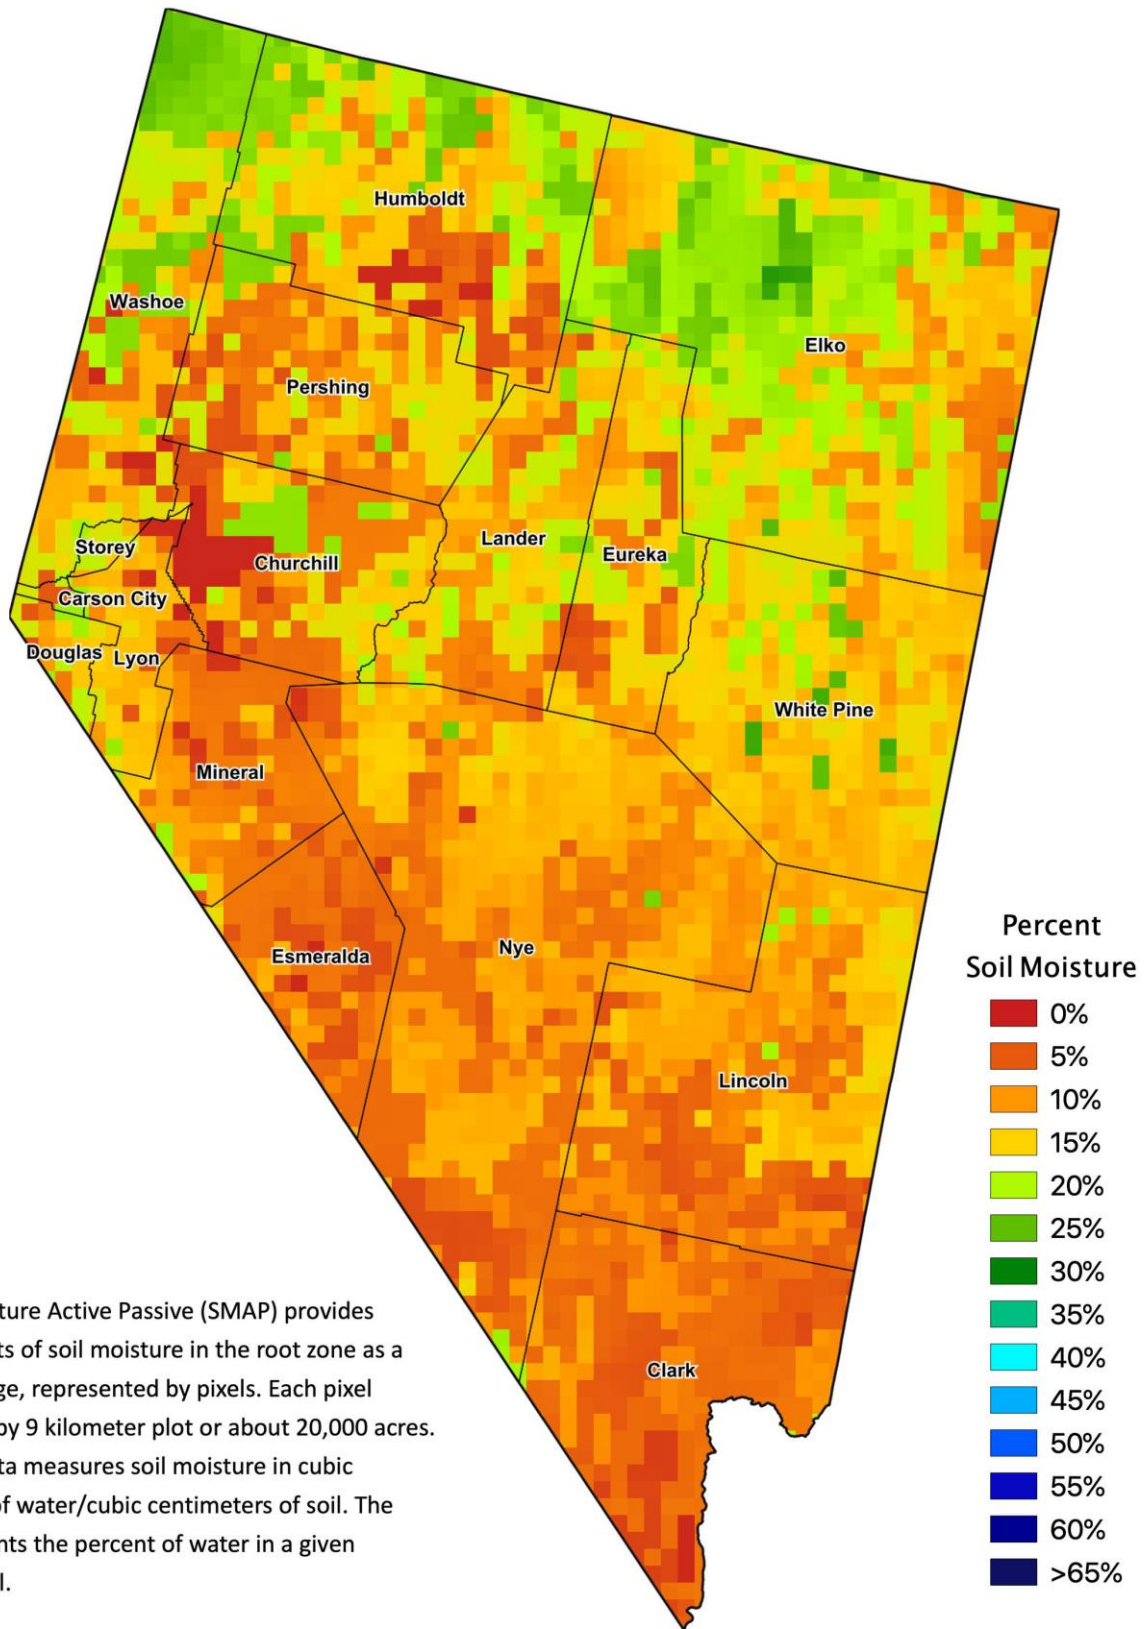 Humboldt
Washoe
Elko
Pershing
Lander
Storey
Eureka
Churchill
Carson City
Douglas
Lyon
White Pine
Mineral
Nye
Esmeralda
Lincoln
Clark
Percent
Soil Moisture
0%
5%
10%
15%
20%
25%
30%
35%
40%
45%
50%
55%
60%
>65%
ture Active Passive (SMAP) provides
ts of soil moisture in the root zone as a
ge, represented by pixels. Each pixel
by 9 kilometer plot or about 20,000 acres.
ta measures soil moisture in cubic
of water/cubic centimeters of soil. The
nts the percent of water in a given
l.